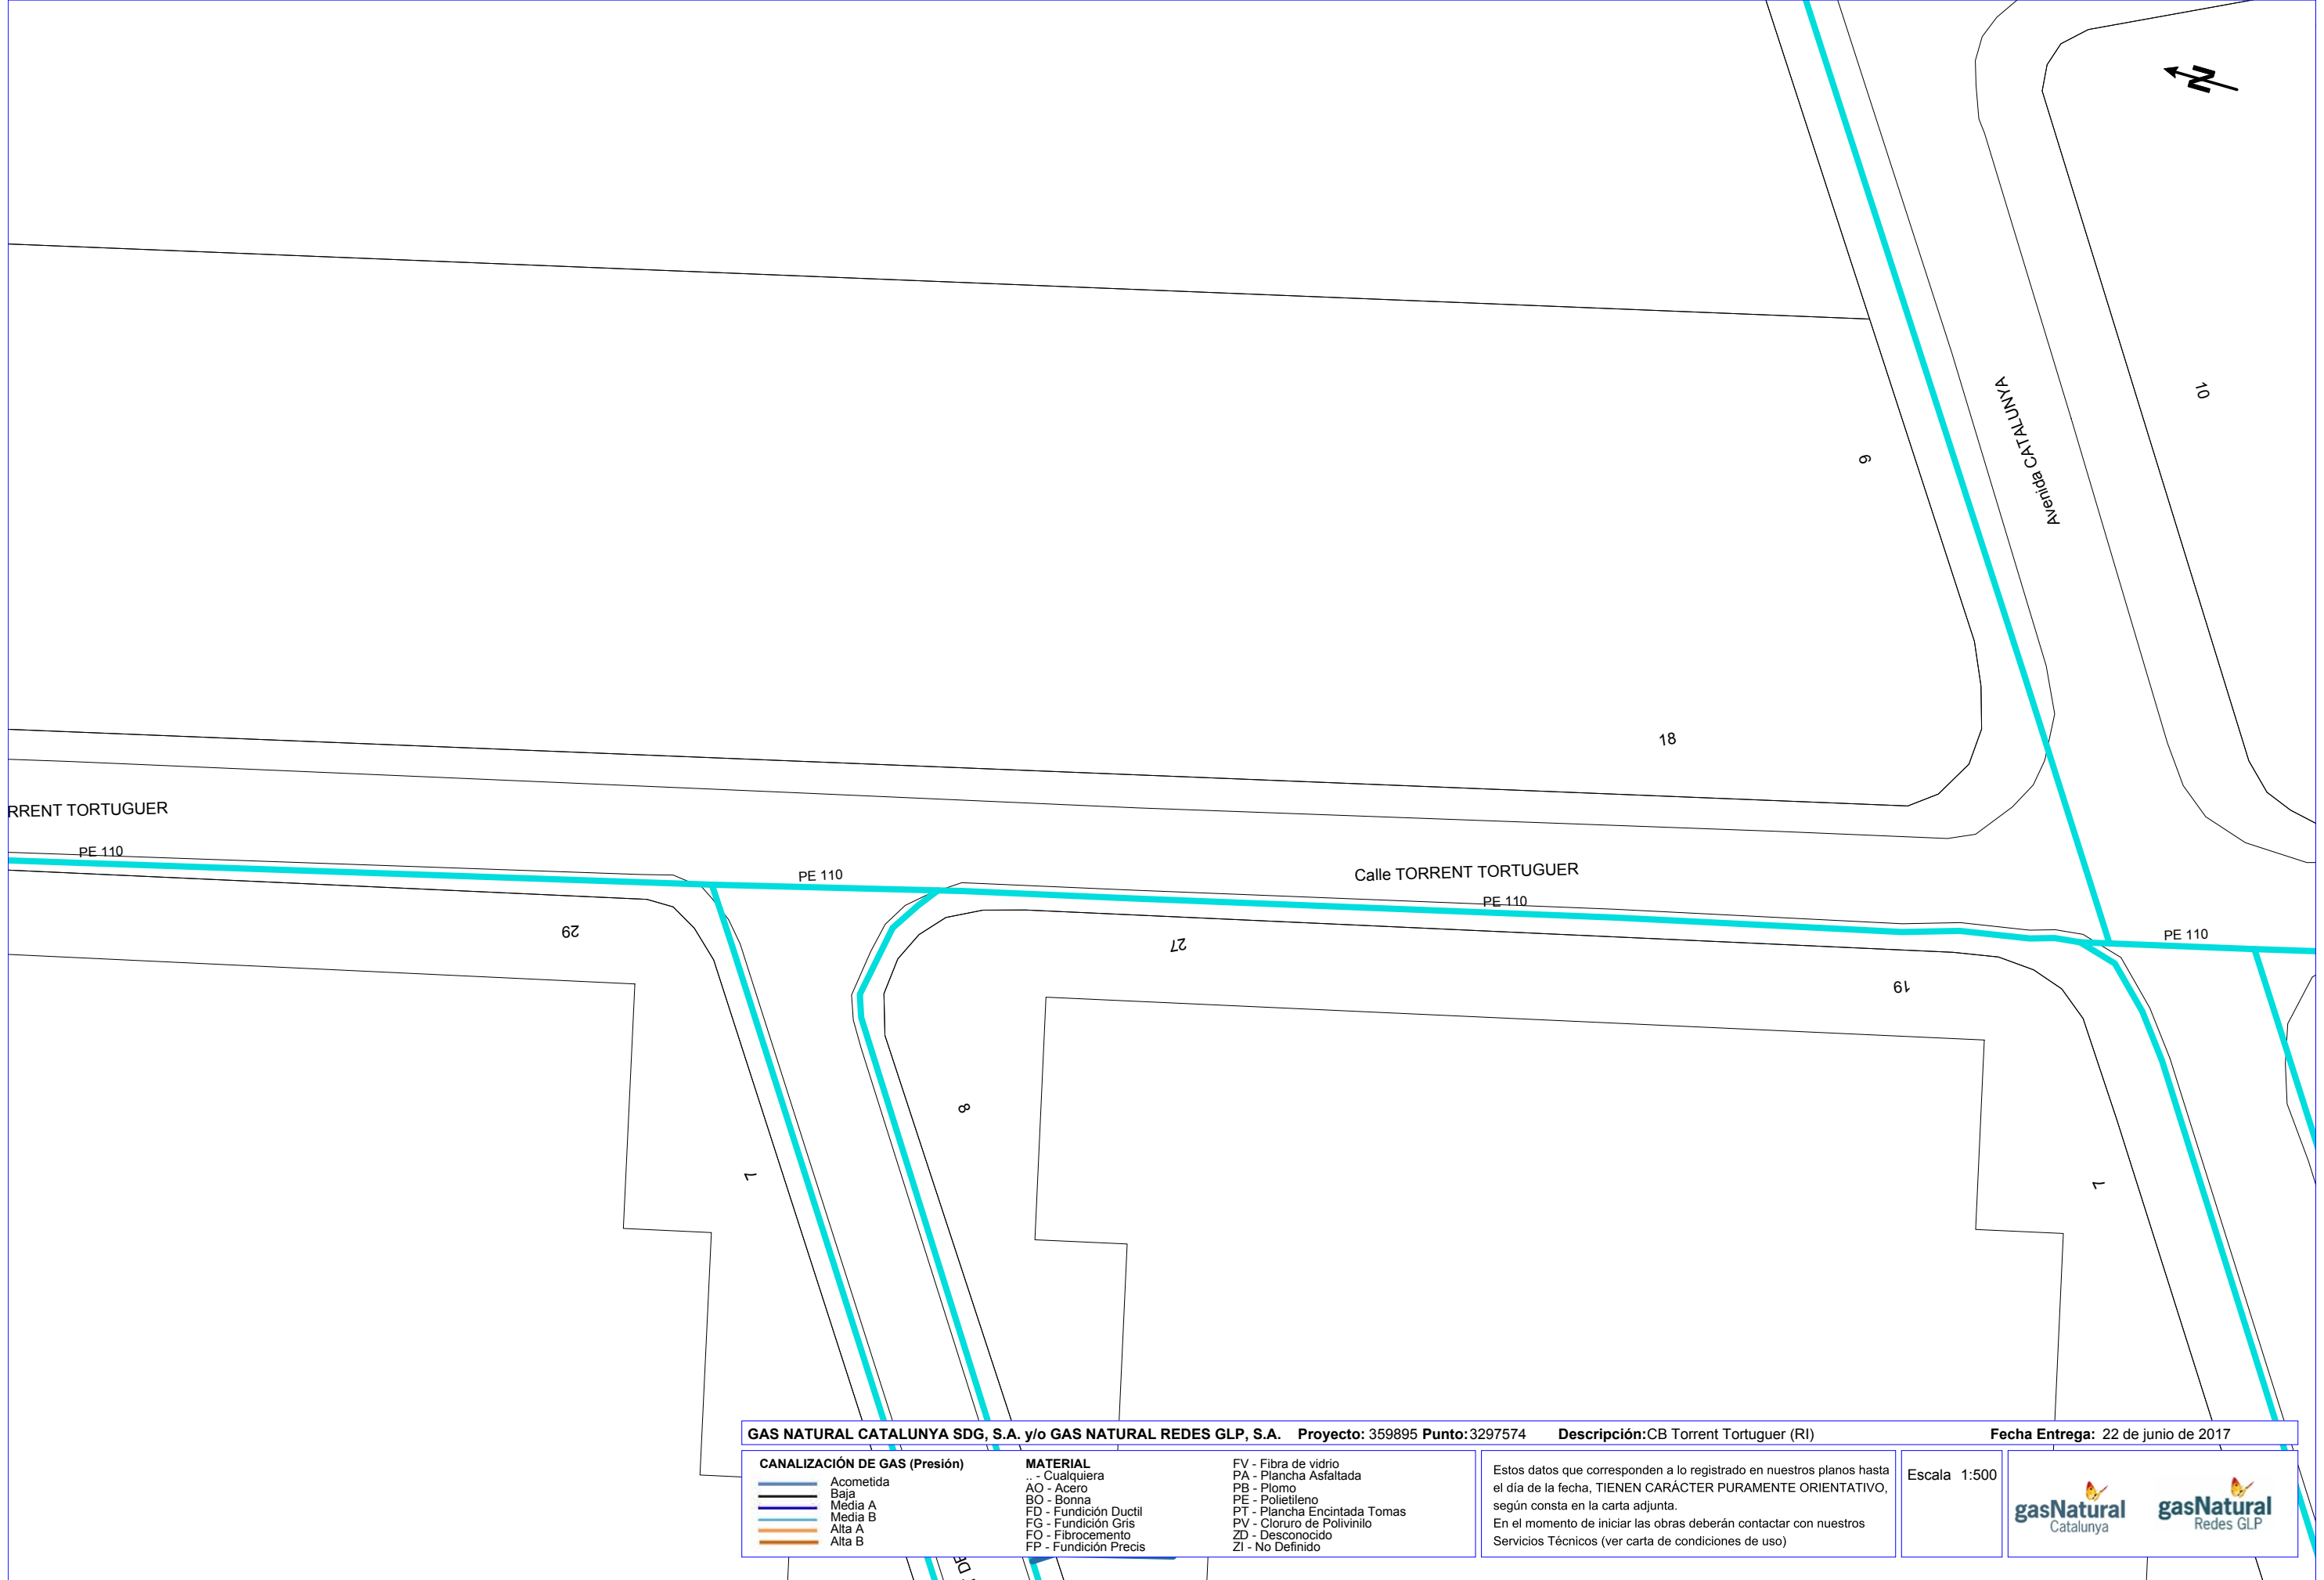 N
10
Avenida CATALUNYA
9
18
RRENT TORTUGUER
PE 110
PE 110
Calle TORRENT TORTUGUER
PE 110
PE 110
29
27
19
8
7
7
GAS NATURAL CATALUNYA SDG, S.A. y/o GAS NATURAL REDES GLP, S.A. Proyecto: 359895 Punto:3297574 Descripción:CB Torrent Tortuguer (RI) Fecha Entrega: 22 de junio de 2017
CANALIZACIÓN DE GAS (Presión)
Acometida
Baja
Media A
Media B
Alta A
Alta B
MATERIAL
.. - Cualquiera
AO - Acero
BO - Bonna
FD - Fundición Ductil
FG - Fundición Gris
FO - Fibrocemento
FP - Fundición Precis
FV - Fibra de vidrio
PA - Plancha Asfaltada
PB - Plomo
PE - Polietileno
PT - Plancha Encintada Tomas
PV - Cloruro de Polivinilo
ZD - Desconocido
ZI - No Definido
Estos datos que corresponden a lo registrado en nuestros planos hasta
el día de la fecha, TIENEN CARÁCTER PURAMENTE ORIENTATIVO,
según consta en la carta adjunta.
En el momento de iniciar las obras deberán contactar con nuestros
Servicios Técnicos (ver carta de condiciones de uso)
Escala 1:500
gasNatural
Catalunya
gasNatural
Redes GLP